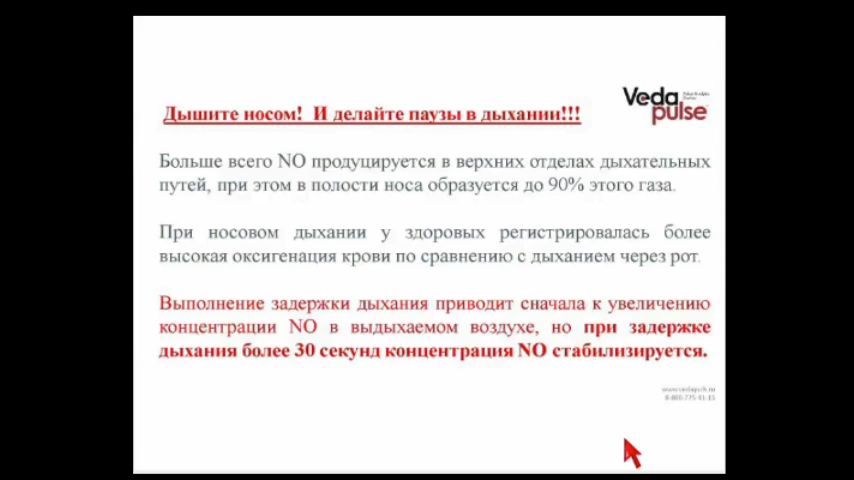 Дышите носом!  И делайте паузы в дыхании!!!
Veda
pulse
Больше всего NO продуцируется в верхних отделах дыхательных
путей, при этом в полости носа образуется до 90% этого газа.
При носовом дыхании у здоровых регистрировалась более
высокая оксигенация крови по сравнению с дыханием через рот.
Выполнение задержки дыхания приводит сначала к увеличению
концентрации NO в выдыхаемом воздухе, но при задержке
дыхания более 30 секунд концентрация NO стабилизируется.